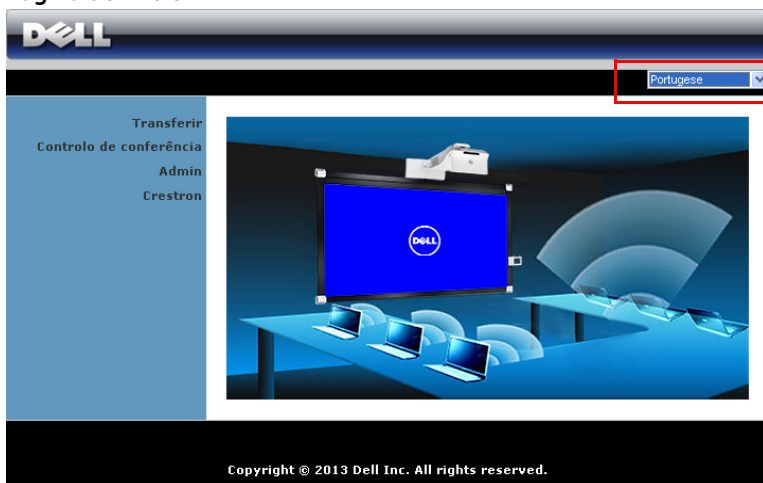 DELL
Portugese
Transferir
Controlo de conferência
Admin
Crestron
DELL
Copyright © 2013 Dell Inc. All rights reserved.